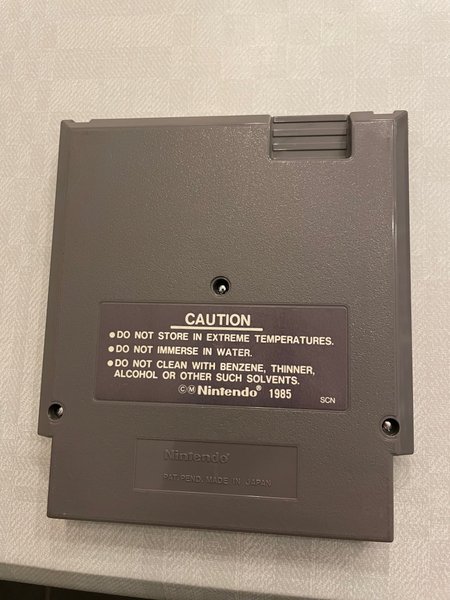 CAUTION
●DO NOT STORE IN EXTREME TEMPERATURES.
●DO NOT IMMERSE IN WATER.
●DO NOT CLEAN WITH BENZENE, THINNER,
ALCOHOL OR OTHER SUCH SOLVENTS.
©Ⓜ Nintendo® 1985
SCN
Nintendo®
PAT. PEND. MADE IN JAPAN